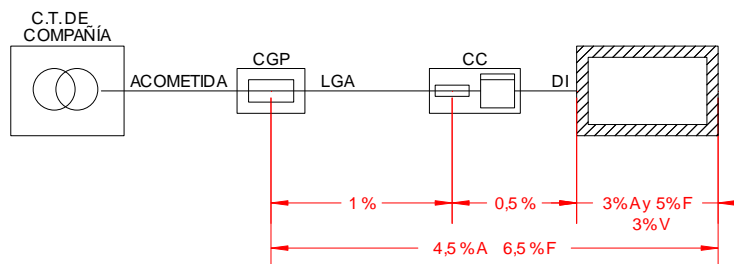 C.T. DE
COMPAÑÍA
ACOMETIDA
CGP
LGA
CC
DI
1 %
0,5 %
3%A y 5%F
3%V
4,5 %A 6,5 %F